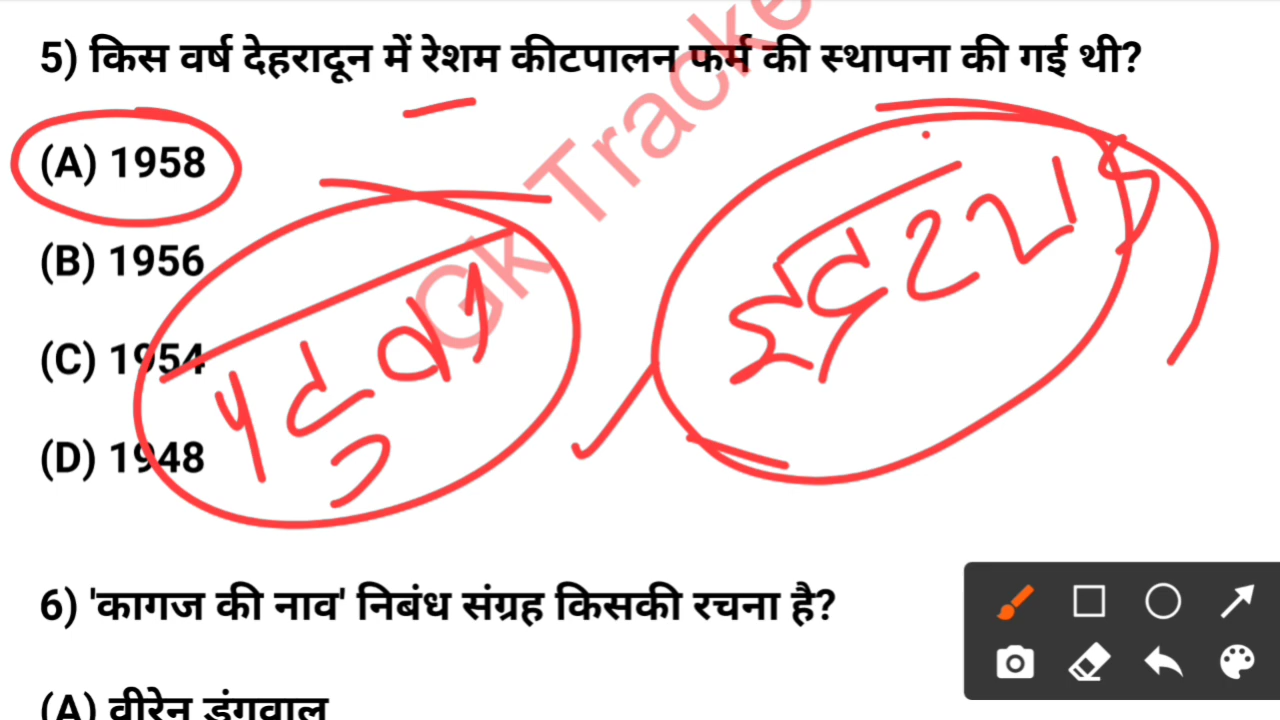 5) किस वर्ष देहरादून में रेशम कीटपालन फर्म की स्थापना की गई थी?
(A) 1958
(B) 1956
(C) 1954
(D) 1948
Gk Tracke
6) 'कागज की नाव' निबंध संग्रह किसकी रचना है?
(A) वीरेन डंगवाल